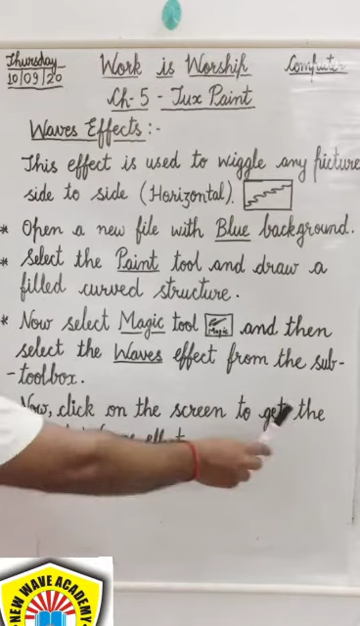 Thursday
10/09/20
Work is Worship
Computer
Ch-5 - Tux Paint
Waves Effects:-
This effect is used to wiggle any picture
side to side (Horizontal).
* Open a new file with Blue background.
* Select the Paint tool and draw a
filled curved structure.
* Now select Magic tool Magic and then
select the Waves effect from the sub-
-toolbox.
Now, click on the screen to get the
effect
NEW WAVE ACADEMY